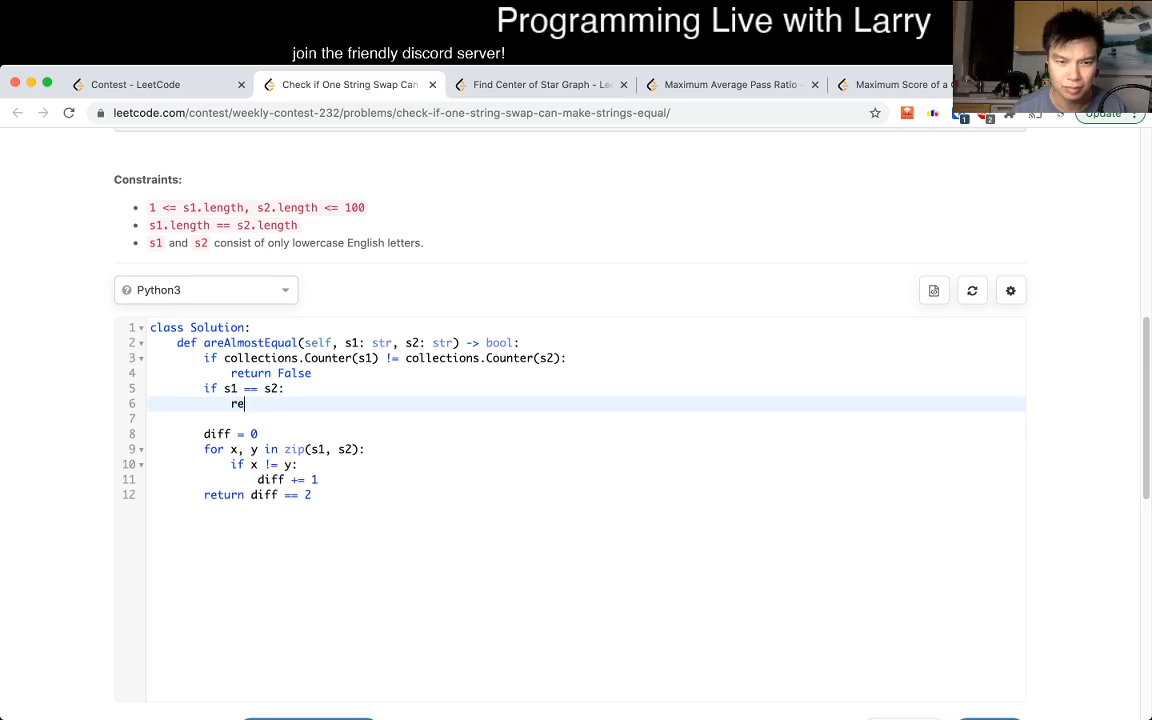 Programming Live with Larry
join the friendly discord server!
Contest - LeetCode
Check if One String Swap Can
Find Center of Star Graph - Le
Maximum Average Pass Ratio -
Maximum Score of a
leetcode.com/contest/weekly-contest-232/problems/check-if-one-string-swap-can-make-strings-equal/
Update
Constraints:
1 <= s1.length, s2.length <= 100
s1.length == s2.length
s1 and s2 consist of only lowercase English letters.
Python3
1 class Solution:
2 def areAlmostEqual(self, s1: str, s2: str) -> bool:
3 if collections.Counter(s1) != collections.Counter(s2):
4 return False
5 if s1 == s2:
6 re
7
8 diff = 0
9 for x, y in zip(s1, s2):
10 if x != y:
11 diff += 1
12 return diff == 2